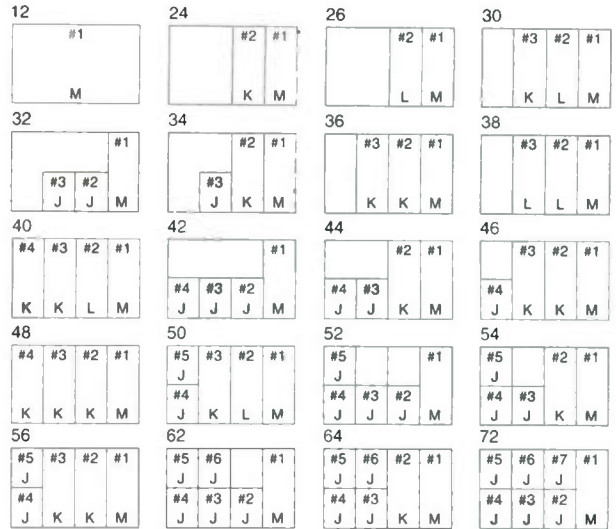 12 24 26 30
#1 #2 #1 #2 #1 #3 #2 #1
M K M L M K L M
32 34 36 38
#1 #2 #1 #3 #2 #1 #3 #2 #1
#3 #2 #3
J J M J K M K K M L L M
40 42 44 46
#4 #3 #2 #1 #1 #2 #1 #3 #2 #1
#4 #3 #2 #4 #3 #4
K K L M J J J M J J K M J K K M
48 50 52 54
#4 #3 #2 #1 #5 #3 #2 #1 #5 #1 #5 #2 #1
J J J
#4 #4 #3 #2 #4 #3
K K K M J K L M J J J M J J K M
56 62 64 72
#5 #3 #2 #1 #5 #6 #1 #5 #6 #2 #1 #5 #6 #7 #1
J J J J J J J J
#4 #4 #3 #2 #4 #3 #4 #3 #2
J K K M J J J M J J K M J J J M